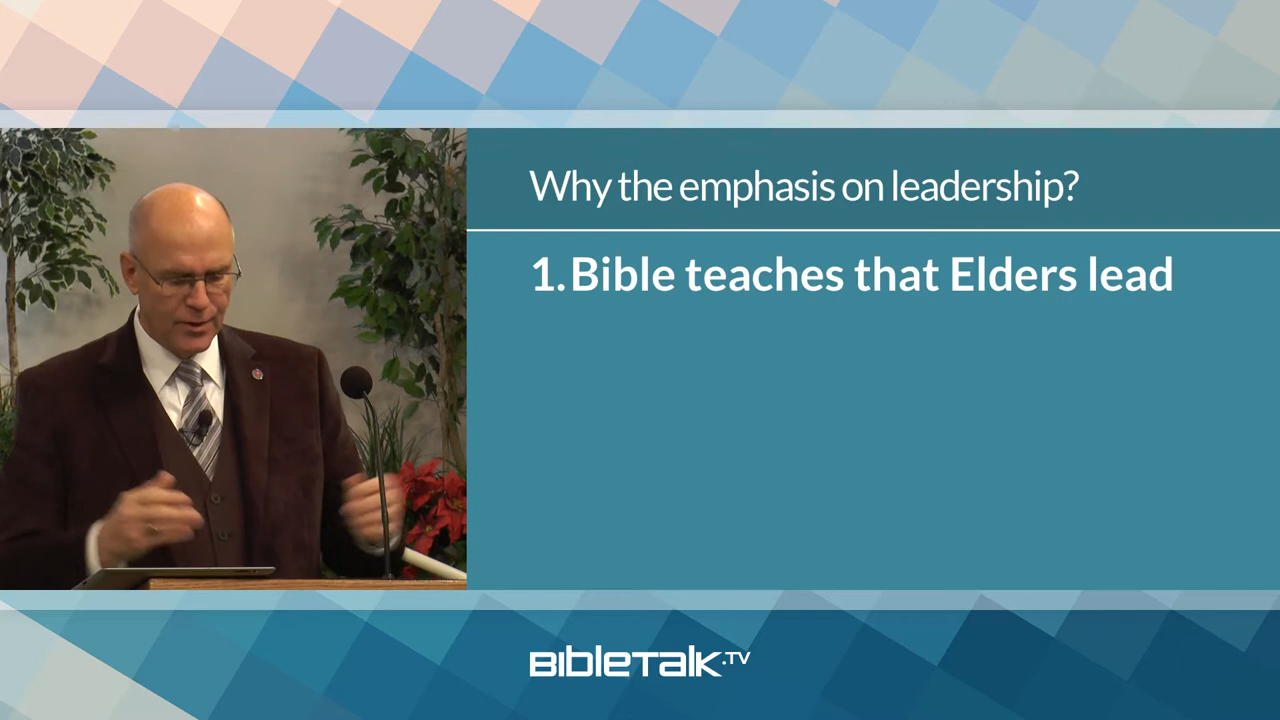 Why the emphasis on leadership?
1. Bible teaches that Elders lead
BIBLETALK.TV